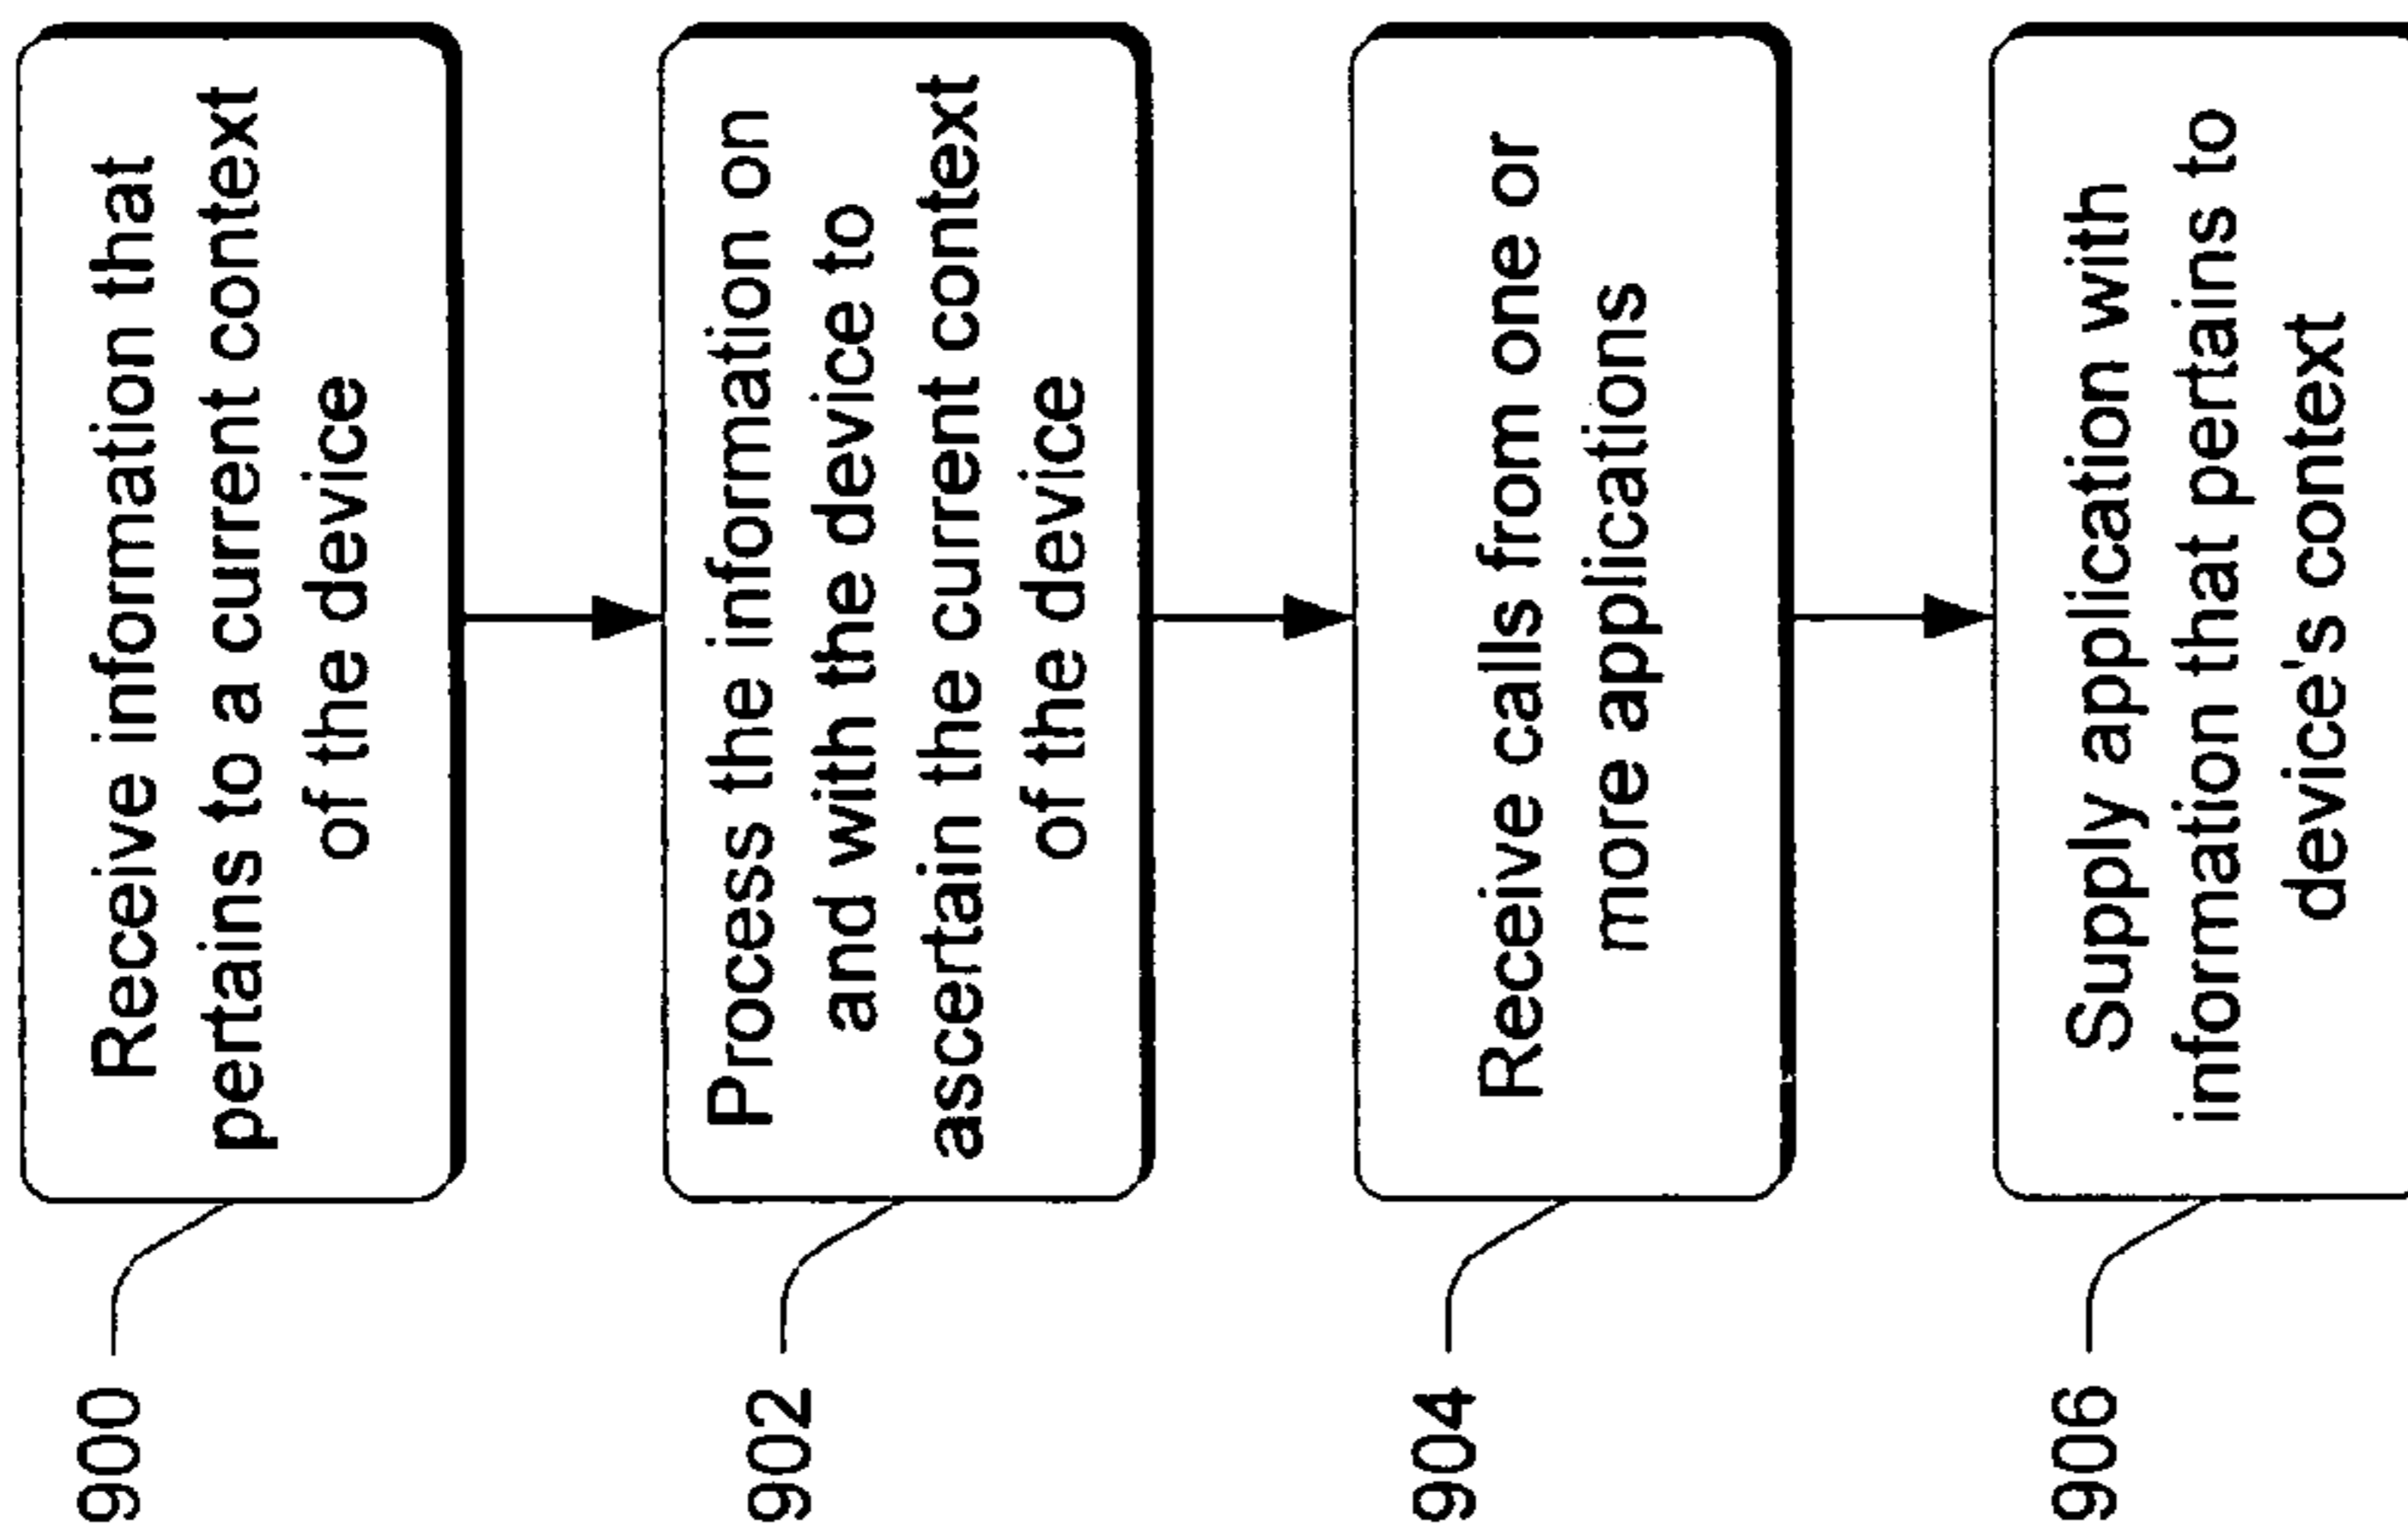 900
Receive information that
pertains to a current context
of the device
902
Process the information on
and with the device to
ascertain the current context
of the device
904
Receive calls from one or
more applications
906
Supply application with
information that pertains to
device's context